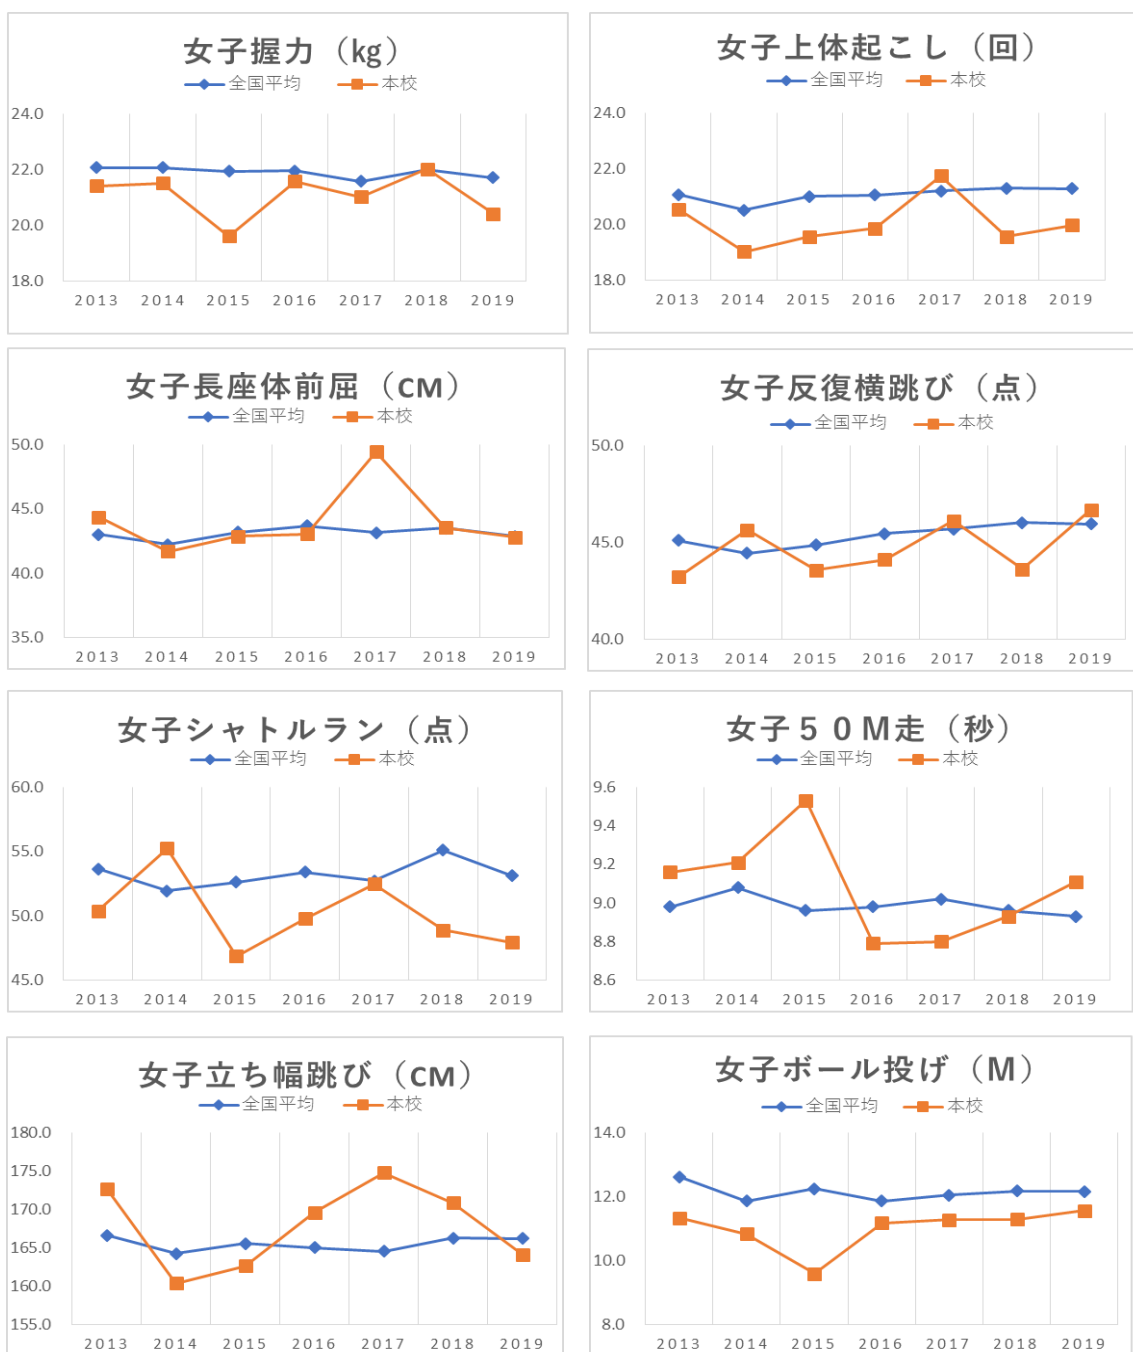 女子握力（kg）
全国平均 本校
24.0
22.0
20.0
18.0
2013 2014 2015 2016 2017 2018 2019
女子上体起こし（回）
全国平均 本校
24.0
22.0
20.0
18.0
2013 2014 2015 2016 2017 2018 2019
女子長座体前屈（CM）
全国平均 本校
50.0
45.0
40.0
35.0
2013 2014 2015 2016 2017 2018 2019
女子反復横跳び（点）
全国平均 本校
50.0
45.0
40.0
2013 2014 2015 2016 2017 2018 2019
女子シャトルラン（点）
全国平均 本校
60.0
55.0
50.0
45.0
2013 2014 2015 2016 2017 2018 2019
女子５０M走（秒）
全国平均 本校
9.6
9.4
9.2
9.0
8.8
8.6
2013 2014 2015 2016 2017 2018 2019
女子立ち幅跳び（CM）
全国平均 本校
180.0
175.0
170.0
165.0
160.0
155.0
2013 2014 2015 2016 2017 2018 2019
女子ボール投げ（M）
全国平均 本校
14.0
12.0
10.0
8.0
2013 2014 2015 2016 2017 2018 2019